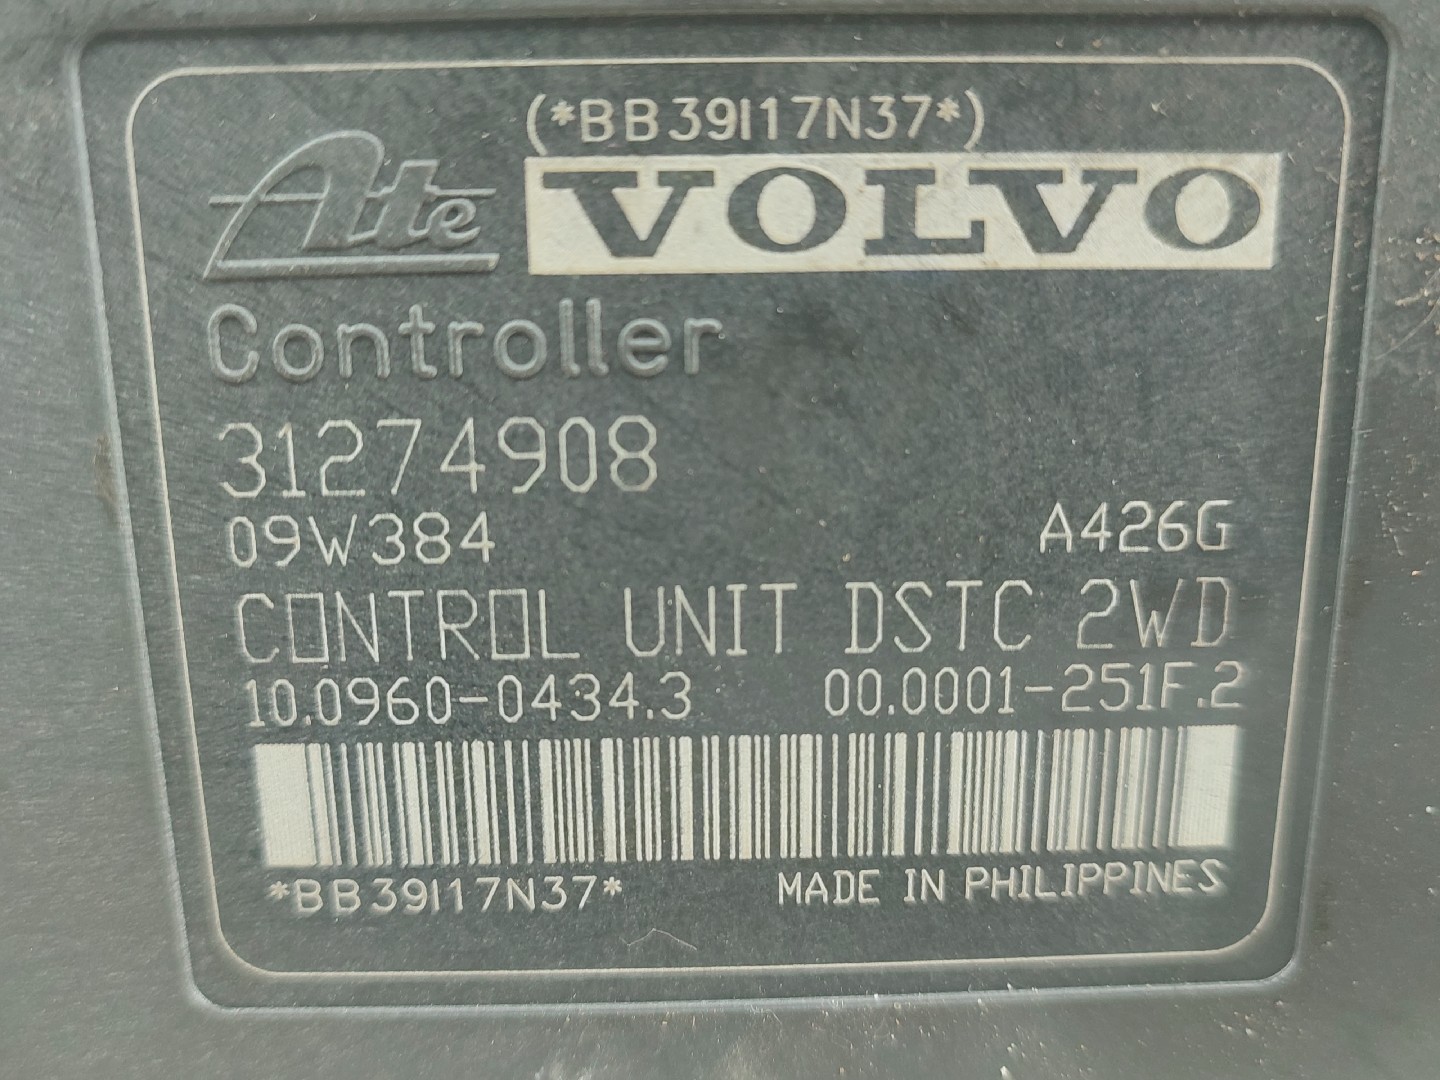 (*BB39I17N37*)
Ate VOLVO
Controller
31274908
09W384 A426G
CONTROL UNIT DSTC 2WD
10.0960-0434.3 00.0001-251F.2
*BB39I17N37* MADE IN PHILIPPINES